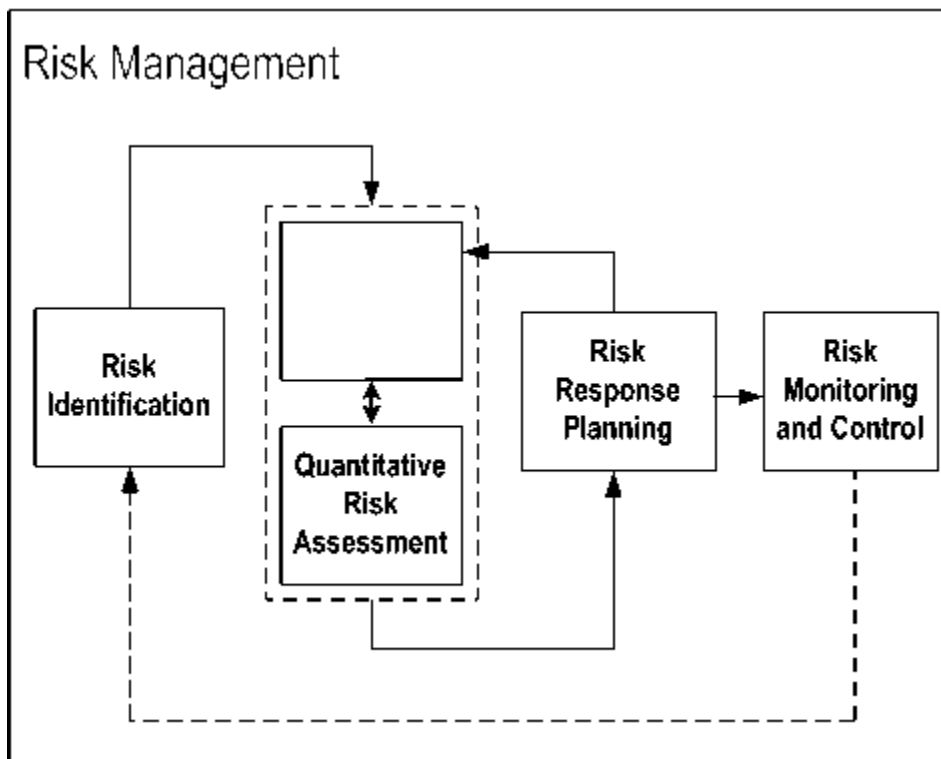 Risk Management
Risk
Identification
Quantitative
Risk
Assessment
Risk
Response
Planning
Risk
Monitoring
and Control